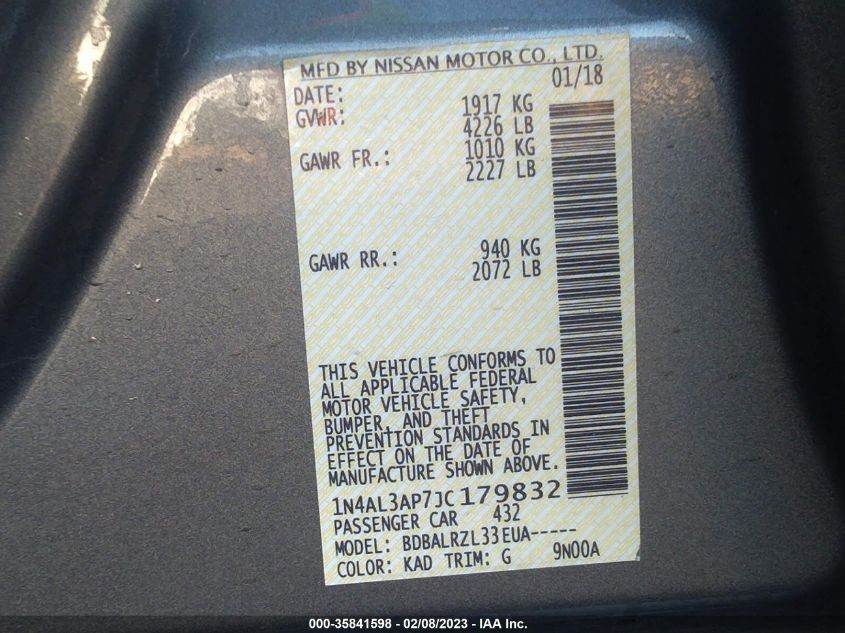 MFD BY NISSAN MOTOR CO., LTD.
DATE: 01/18
GVWR: 1917 KG
4226 LB
GAWR FR.: 1010 KG
2227 LB
GAWR RR.: 940 KG
2072 LB
THIS VEHICLE CONFORMS TO
ALL APPLICABLE FEDERAL
MOTOR VEHICLE SAFETY,
BUMPER, AND THEFT
PREVENTION STANDARDS IN
EFFECT ON THE DATE OF
MANUFACTURE SHOWN ABOVE.
1N4AL3AP7JC179832
PASSENGER CAR 432
MODEL: BDBALRZL33EUA-----
COLOR: KAD TRIM: G 9N00A
000-35841598 - 02/08/2023 - IAA Inc.